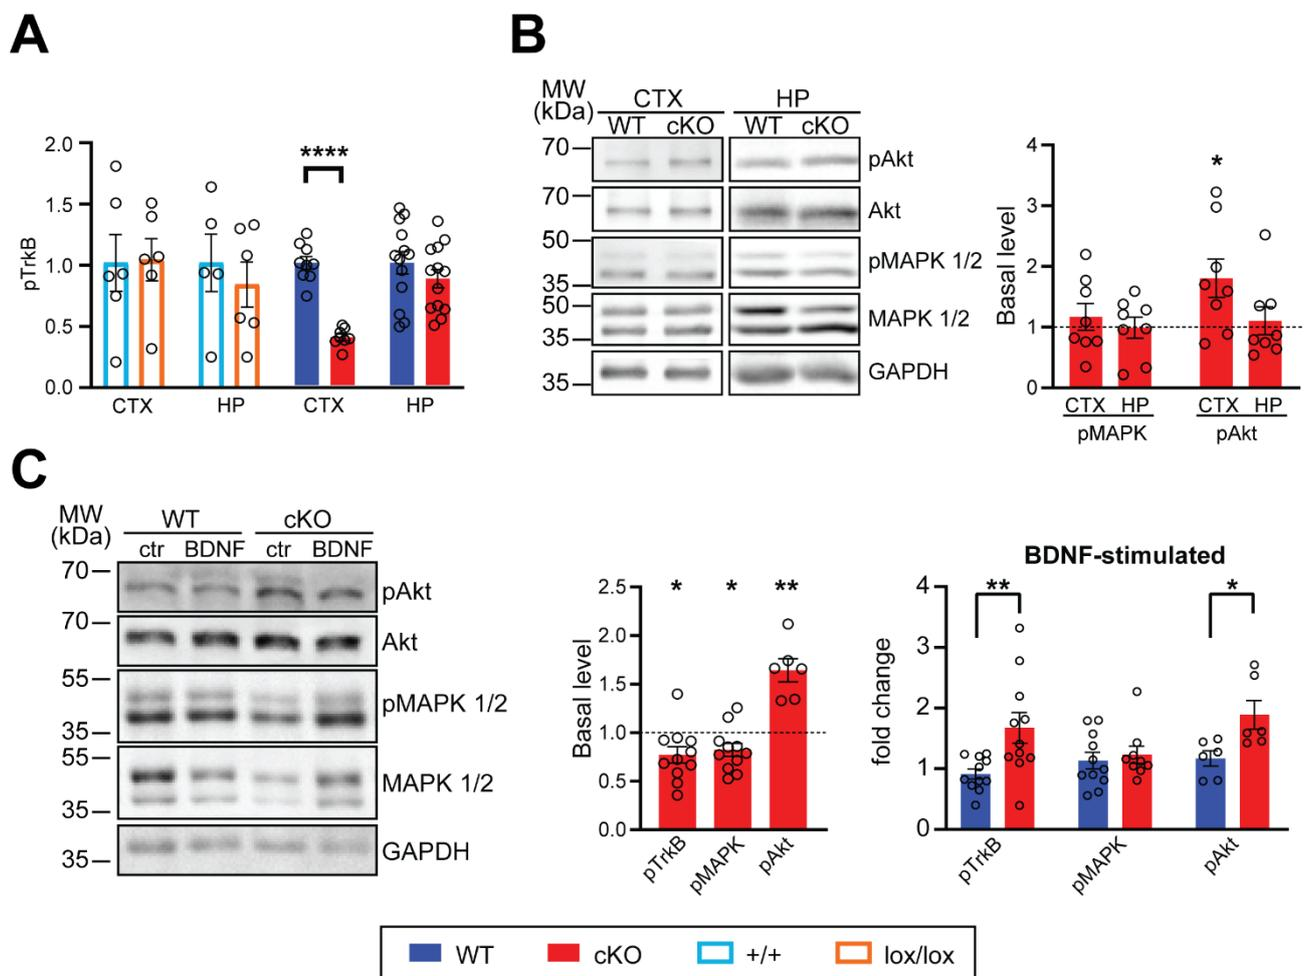 A
pTrkB
2.0
1.5
1.0
0.5
0.0
****
CTX HP CTX HP
B
MW
(kDa)
CTX HP
WT cKO WT cKO
70
pAkt
70
Akt
50
pMAPK 1/2
35
50
MAPK 1/2
35
GAPDH
35
Basal level
4
3
2
1
0
*
CTX HP CTX HP
pMAPK pAkt
C
MW
(kDa)
WT cKO
ctr BDNF ctr BDNF
70
pAkt
70
Akt
55
pMAPK 1/2
35
55
MAPK 1/2
35
GAPDH
35
Basal level
2.5
2.0
1.5
1.0
0.5
0.0
* * **
pTrkB pMAPK pAkt
BDNF-stimulated
fold change
4
3
2
1
0
** *
pTrkB pMAPK pAkt
WT cKO +/+ lox/lox